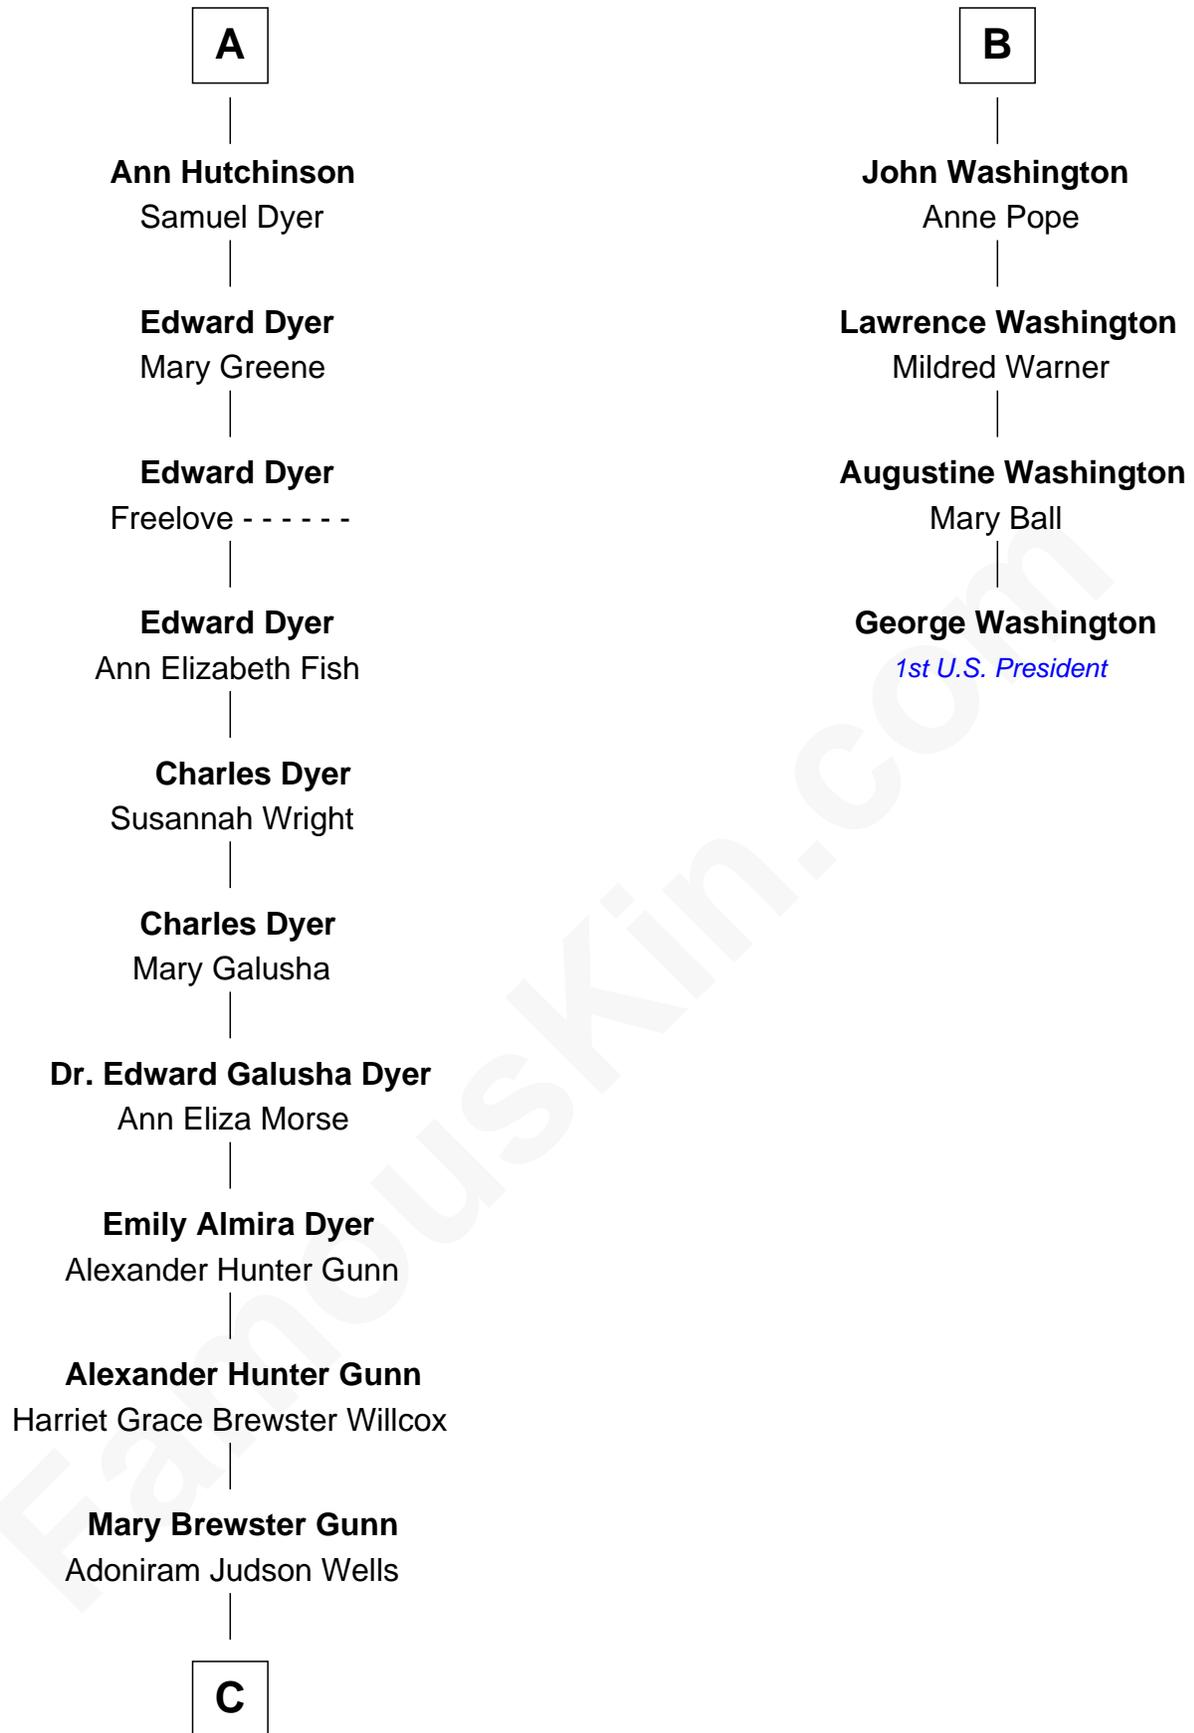 A
Ann Hutchinson
Samuel Dyer
Edward Dyer
Mary Greene
Edward Dyer
Freelove - - - - - -
Edward Dyer
Ann Elizabeth Fish
Charles Dyer
Susannah Wright
Charles Dyer
Mary Galusha
Dr. Edward Galusha Dyer
Ann Eliza Morse
Emily Almira Dyer
Alexander Hunter Gunn
Alexander Hunter Gunn
Harriet Grace Brewster Willcox
Mary Brewster Gunn
Adoniram Judson Wells
C
B
John Washington
Anne Pope
Lawrence Washington
Mildred Warner
Augustine Washington
Mary Ball
George Washington
1st U.S. President
FamousKin.com